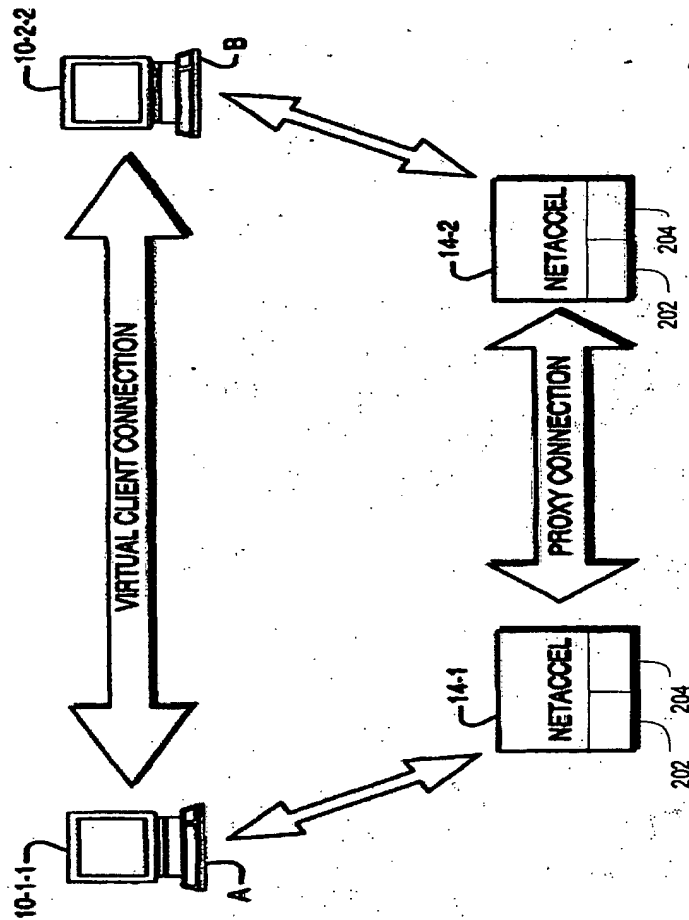 10-1-1
A
VIRTUAL CLIENT CONNECTION
10-2-2
B
14-1
NETACCEL
202
204
PROXY CONNECTION
14-2
NETACCEL
202
204